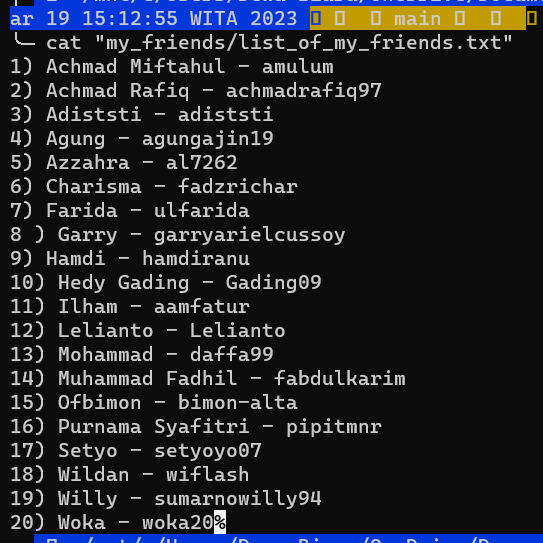 ar 19 15:12:55 WITA 2023 main
cat "my_friends/list_of_my_friends.txt"
1) Achmad Miftahul - amulum
2) Achmad Rafiq - achmadrafiq97
3) Adiststi - adiststi
4) Agung - agungajin19
5) Azzahra - al7262
6) Charisma - fadzrichar
7) Farida - ulfarida
8 ) Garry - garryarielcussoy
9) Hamdi - hamdiranu
10) Hedy Gading - Gading09
11) Ilham - aamfatur
12) Lelianto - Lelianto
13) Mohammad - daffa99
14) Muhammad Fadhil - fabdulkarim
15) Ofbimon - bimon-alta
16) Purnama Syafitri - pipitmnr
17) Setyo - setyoyo07
18) Wildan - wiflash
19) Willy - sumarnowilly94
20) Woka - woka20%